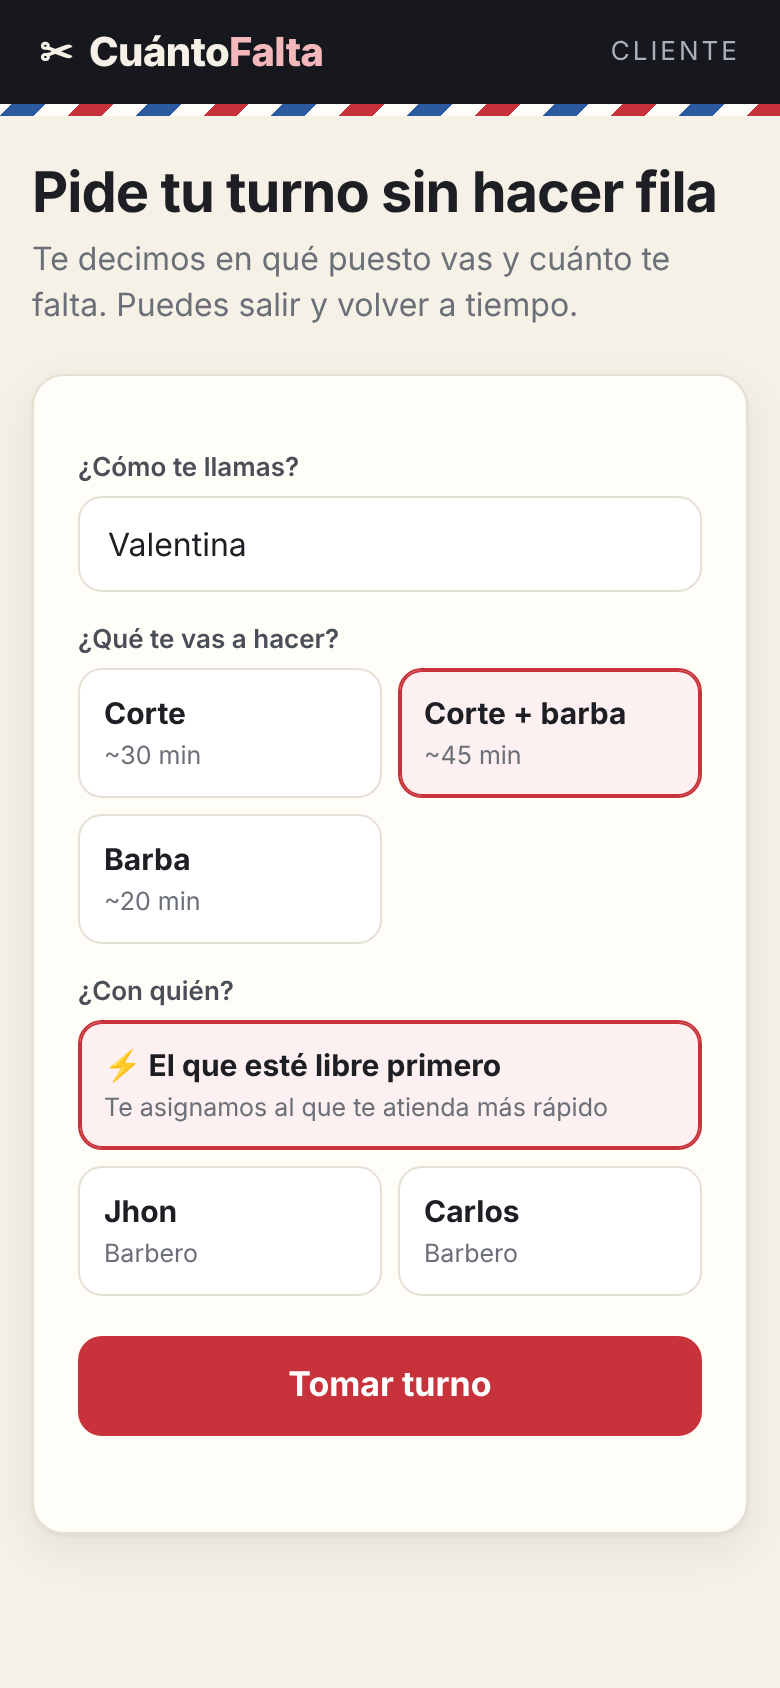 ✂ CuántoFalta
CLIENTE
Pide tu turno sin hacer fila
Te decimos en qué puesto vas y cuánto te
falta. Puedes salir y volver a tiempo.
¿Cómo te llamas?
Valentina
¿Qué te vas a hacer?
Corte
~30 min
Corte + barba
~45 min
Barba
~20 min
¿Con quién?
⚡ El que esté libre primero
Te asignamos al que te atienda más rápido
Jhon
Barbero
Carlos
Barbero
Tomar turno